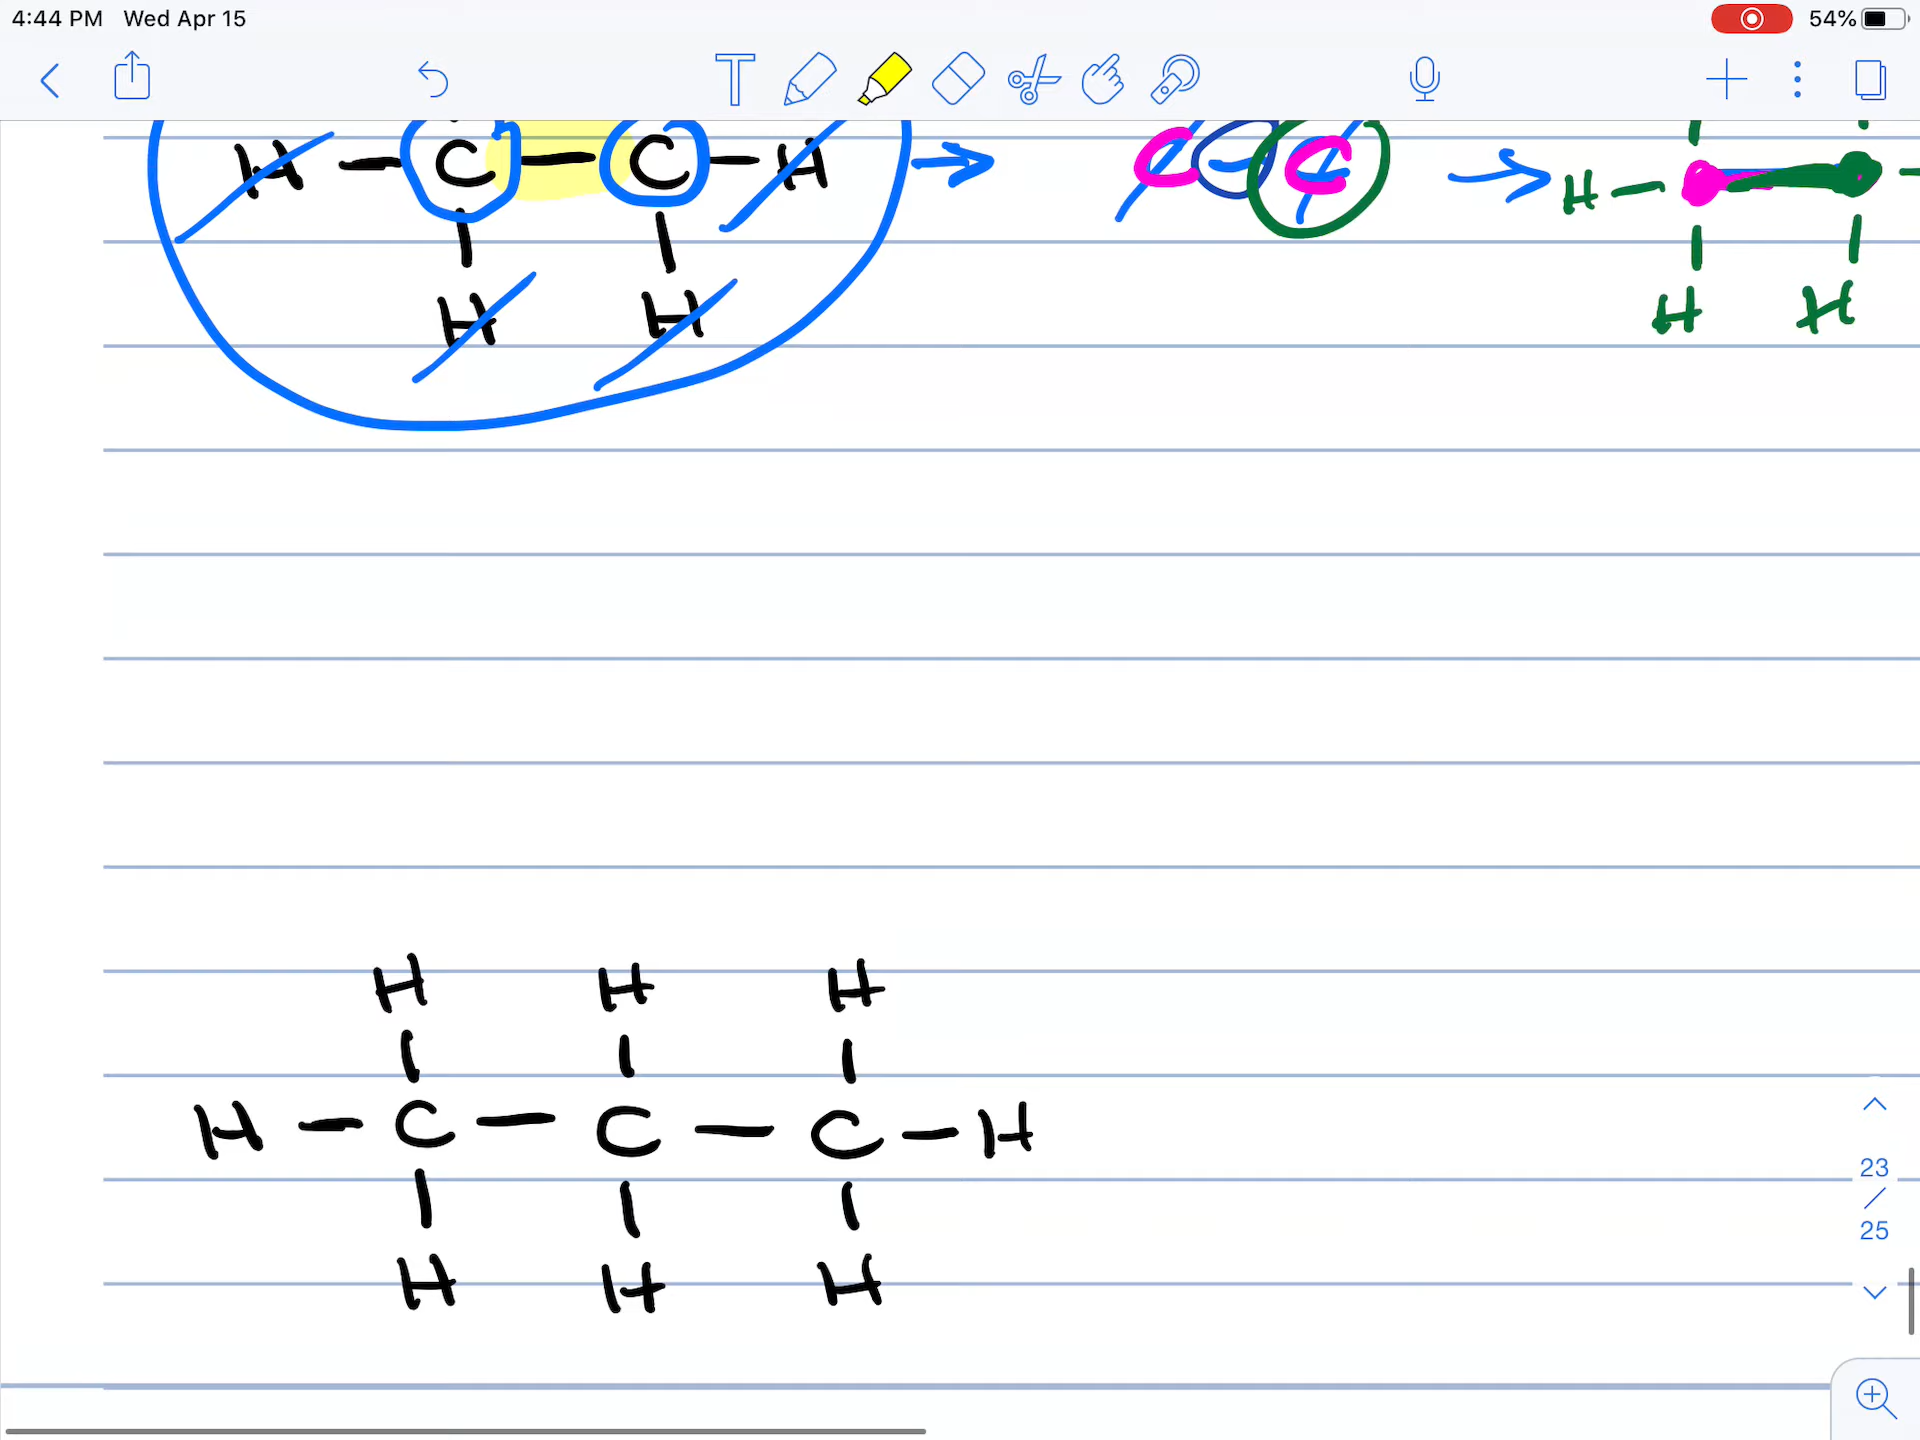 4:44 PM Wed Apr 15 54%
T
H — C — C — H → C – C → H –
H H H H
H H H
H — C — C — C — H
H H H
23
/
25